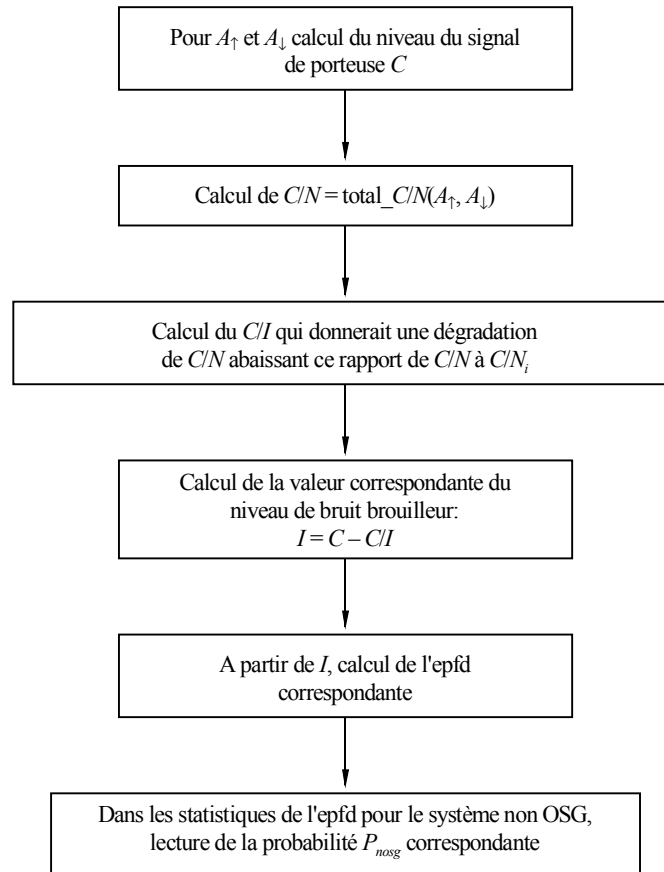 Pour A↑ et A↓ calcul du niveau du signal
de porteuse C
Calcul de C/N = total_C/N(A↑, A↓)
Calcul du C/I qui donnerait une dégradation
de C/N abaissant ce rapport de C/N à C/Nᵢ
Calcul de la valeur correspondante du
niveau de bruit brouilleur:
I = C – C/I
A partir de I, calcul de l'epfd
correspondante
Dans les statistiques de l'epfd pour le système non OSG,
lecture de la probabilité Pnosg correspondante